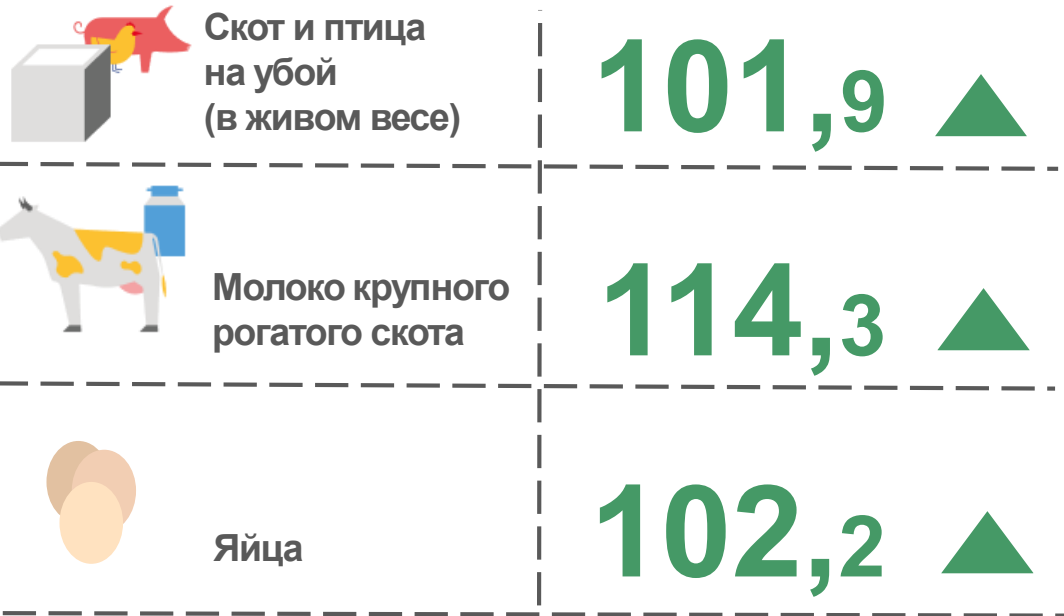 Скот и птица
на убой
(в живом весе)
101,9
Молоко крупного
рогатого скота
114,3
Яйца
102,2